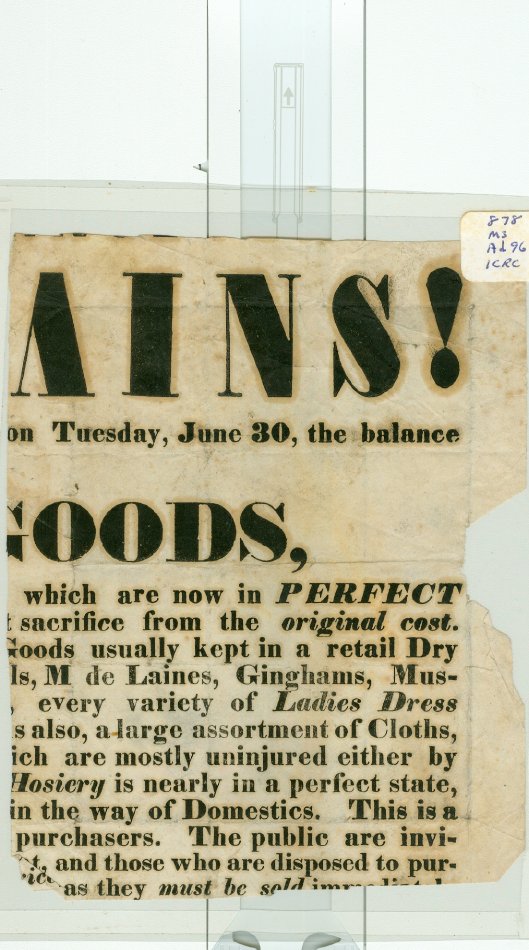 878
M3
Ad 96
ICRC
AINS!
on Tuesday, June 30, the balance
GOODS,
which are now in PERFECT
t sacrifice from the original cost.
Goods usually kept in a retail Dry
ls, M de Laines, Ginghams, Mus-
, every variety of Ladies Dress
s also, a large assortment of Cloths,
ich are mostly uninjured either by
Hosiery is nearly in a perfect state,
in the way of Domestics. This is a
purchasers. The public are invi-
t, and those who are disposed to pur-
as they must be sold